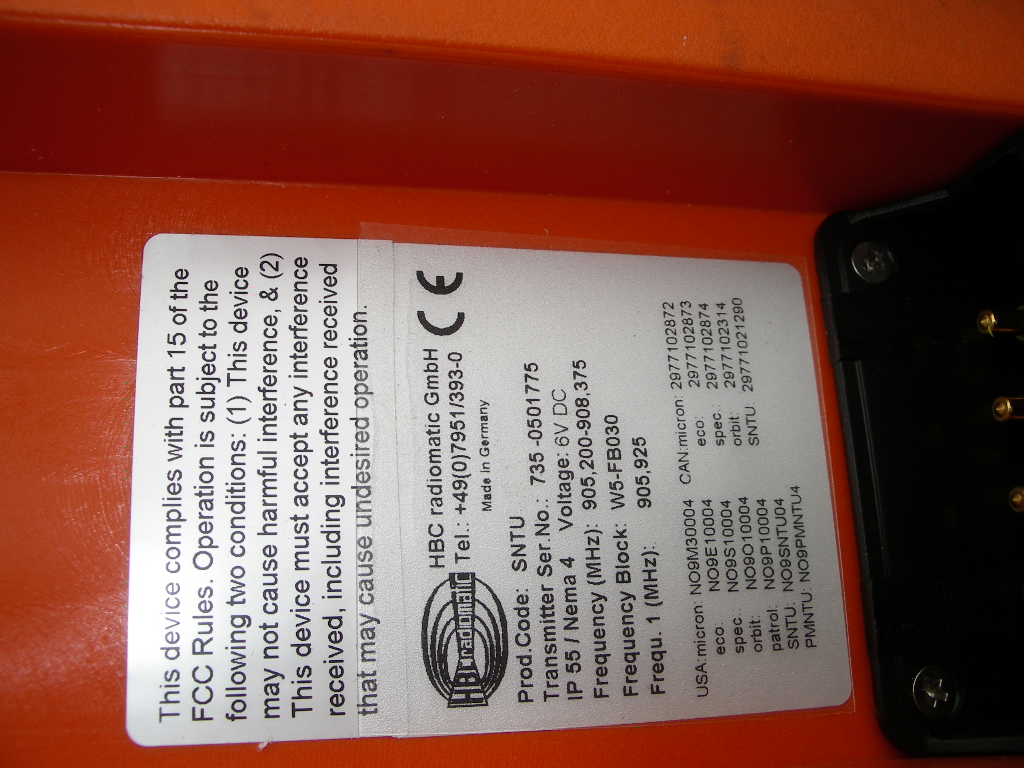 This device complies with part 15 of the
FCC Rules. Operation is subject to the
following two conditions: (1) This device
may not cause harmful interference, & (2)
This device must accept any interference
received, including interference received
that may cause undesired operation.
HBC radiomatic
HBC radiomatic GmbH
Tel.: +49(0)7951/393-0
Made in Germany
CE
Prod.Code: SNTU
Transmitter Ser.No.: 735-0501775
IP 55 / Nema 4 Voltage: 6V DC
Frequency (MHz): 905,200-908,375
Frequency Block: W5-FB030
Frequ. 1 (MHz): 905,925
USA:micron: NO9M30004 CAN:micron: 2977102872
eco: NO9E10004 eco: 2977102873
spec.: NO9S10004 spec.: 2977102874
orbit: NO9O10004 orbit: 2977102314
patrol: NO9P10004 SNTU: 29771021290
SNTU: NO9SNTU04
PMNTU: NO9PMNTU4